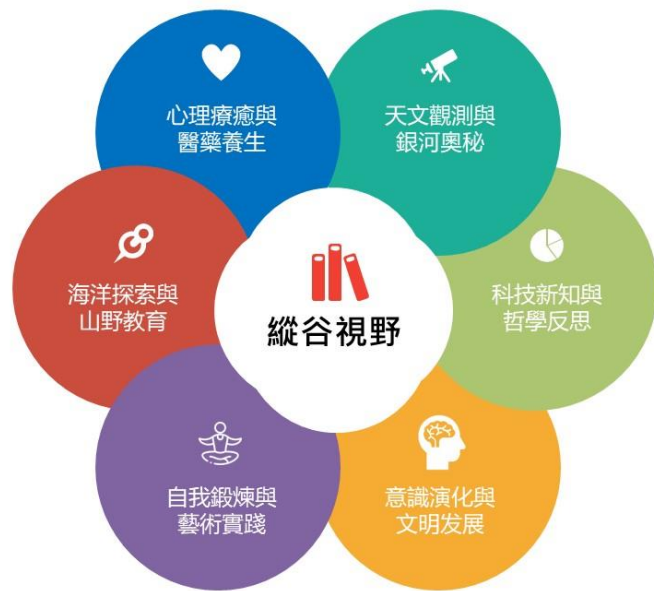 心理療癒與
醫藥養生
天文觀測與
銀河奧秘
海洋探索與
山野教育
縱谷視野
科技新知與
哲學反思
自我鍛煉與
藝術實踐
意識演化與
文明发展